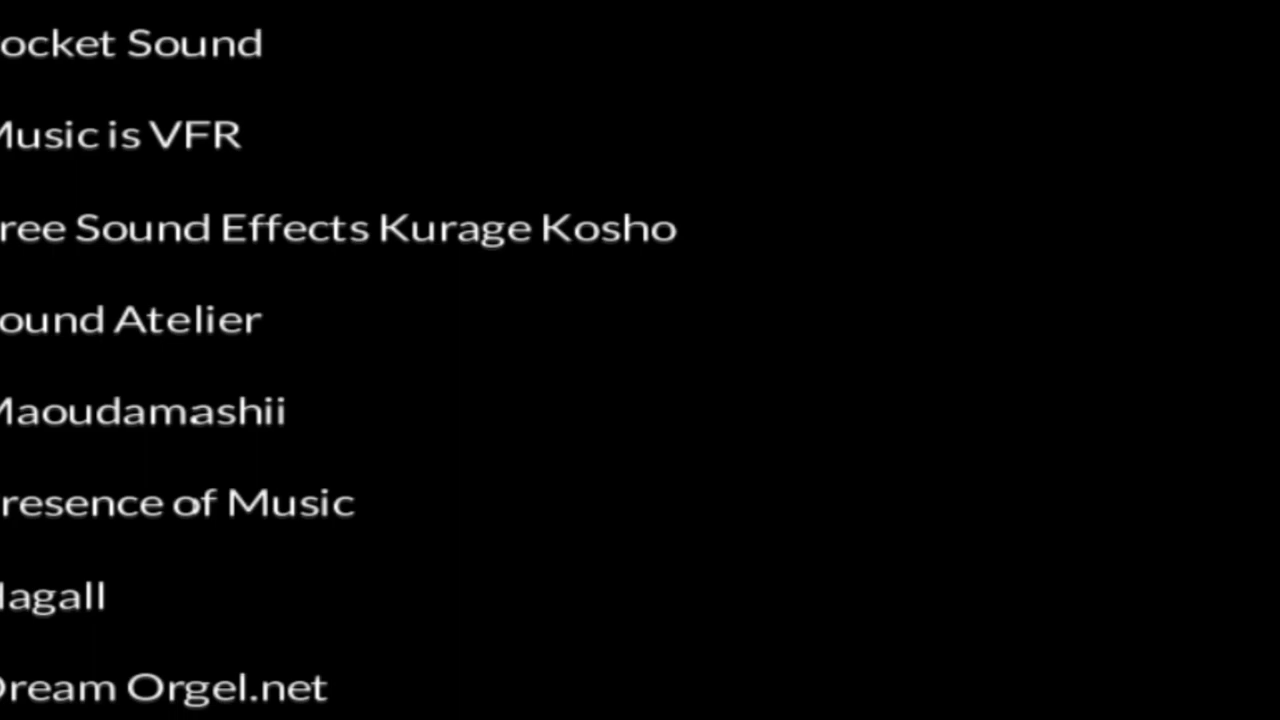 ocket Sound
Music is VFR
ree Sound Effects Kurage Kosho
ound Atelier
Maoudamashii
resence of Music
agall
Dream Orgel.net